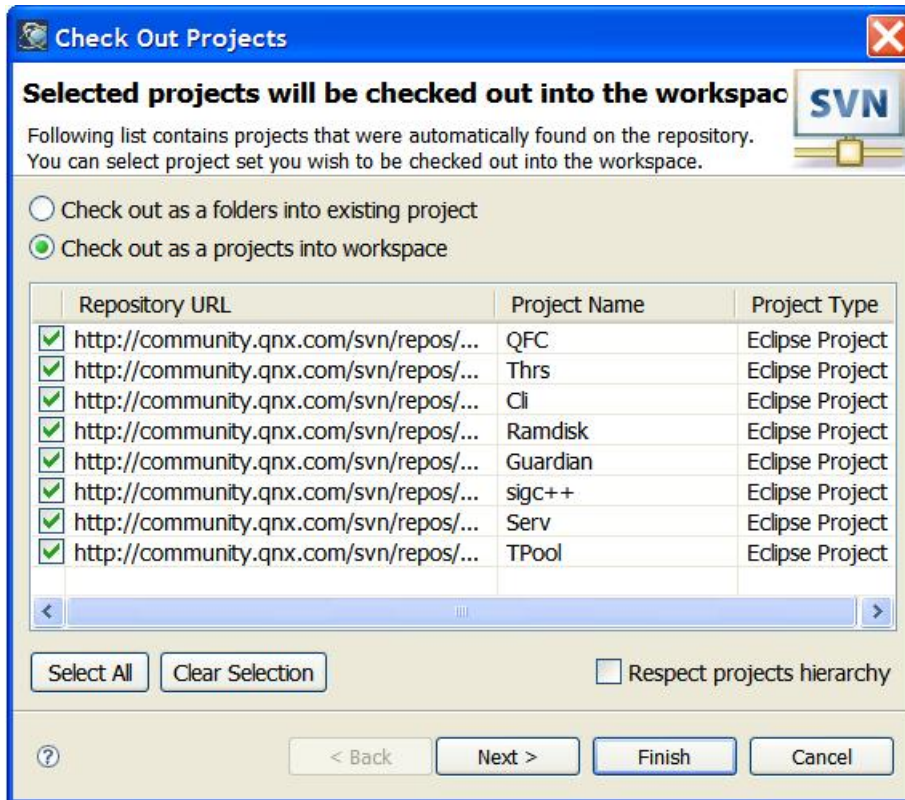 Check Out Projects
Selected projects will be checked out into the workspac
SVN
Following list contains projects that were automatically found on the repository.
You can select project set you wish to be checked out into the workspace.
Check out as a folders into existing project
Check out as a projects into workspace
Repository URL Project Name Project Type
http://community.qnx.com/svn/repos/... QFC Eclipse Project
http://community.qnx.com/svn/repos/... Thrs Eclipse Project
http://community.qnx.com/svn/repos/... Cli Eclipse Project
http://community.qnx.com/svn/repos/... Ramdisk Eclipse Project
http://community.qnx.com/svn/repos/... Guardian Eclipse Project
http://community.qnx.com/svn/repos/... sigc++ Eclipse Project
http://community.qnx.com/svn/repos/... Serv Eclipse Project
http://community.qnx.com/svn/repos/... TPool Eclipse Project
Select All Clear Selection Respect projects hierarchy
? < Back Next > Finish Cancel